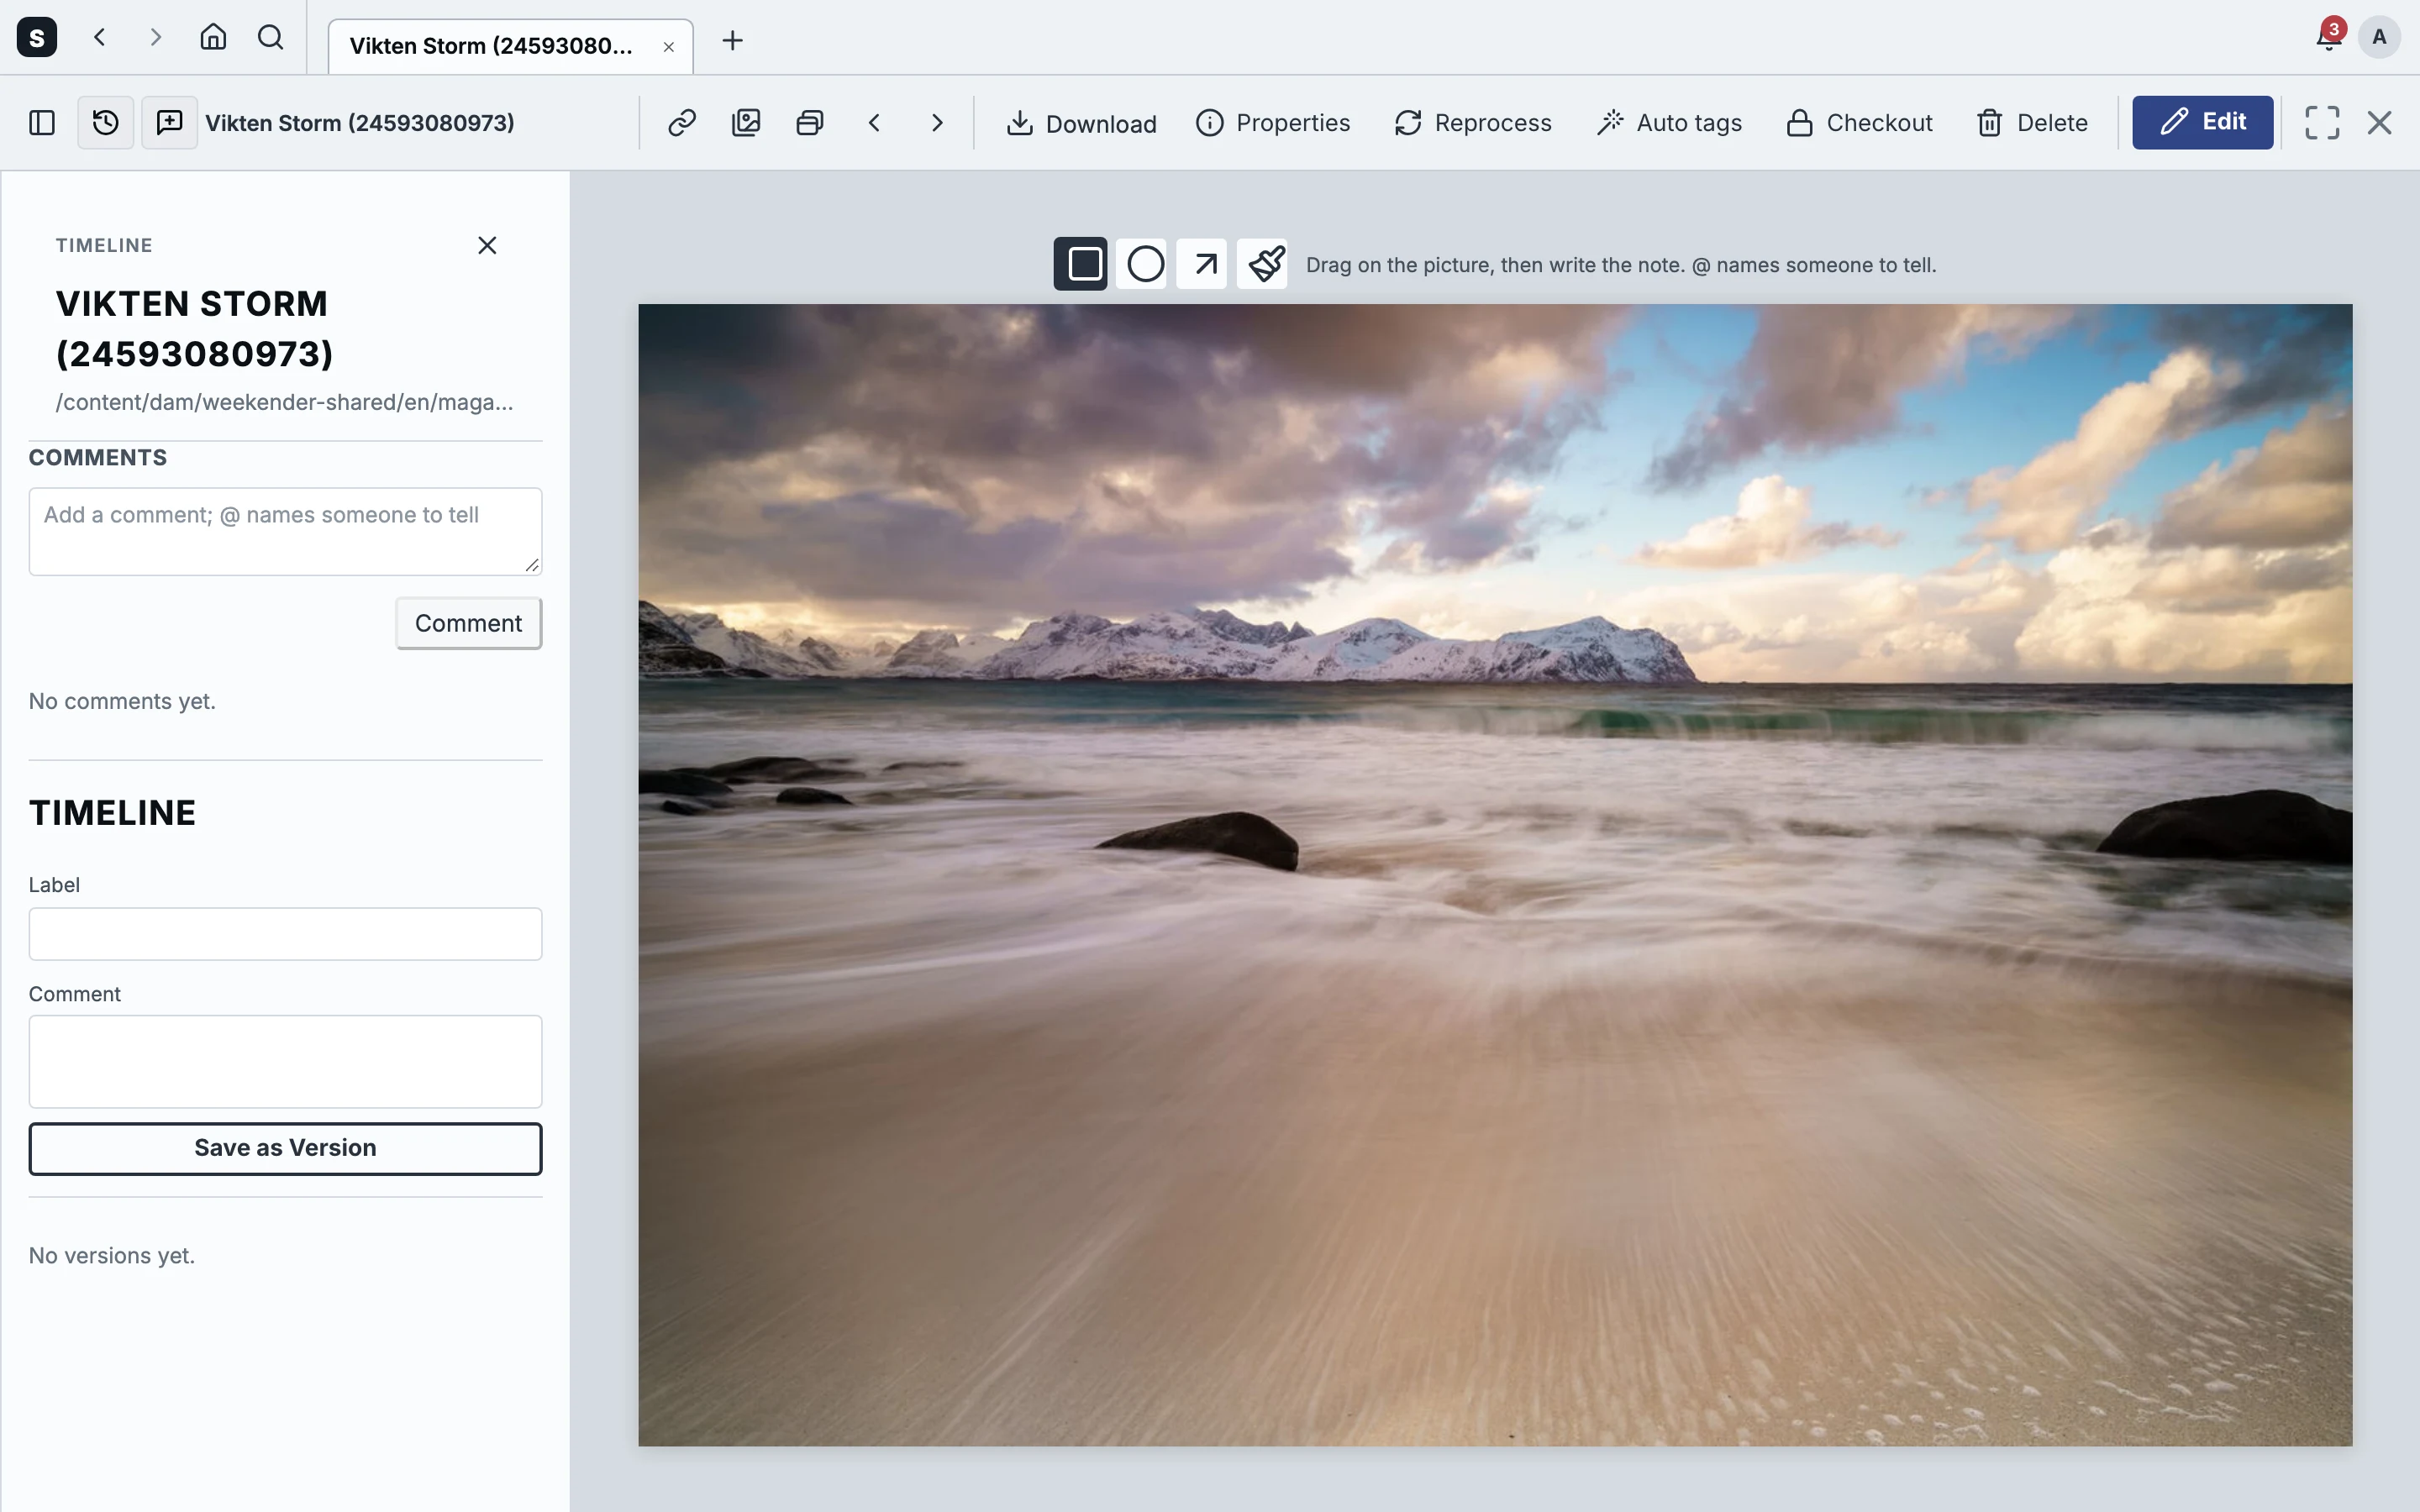 S
Vikten Storm (24593080...
3
A
Vikten Storm (24593080973)
Download
Properties
Reprocess
Auto tags
Checkout
Delete
Edit
TIMELINE
VIKTEN STORM
(24593080973)
/content/dam/weekender-shared/en/maga...
COMMENTS
Add a comment; @ names someone to tell
Comment
No comments yet.
TIMELINE
Label
Comment
Save as Version
No versions yet.
Drag on the picture, then write the note. @ names someone to tell.